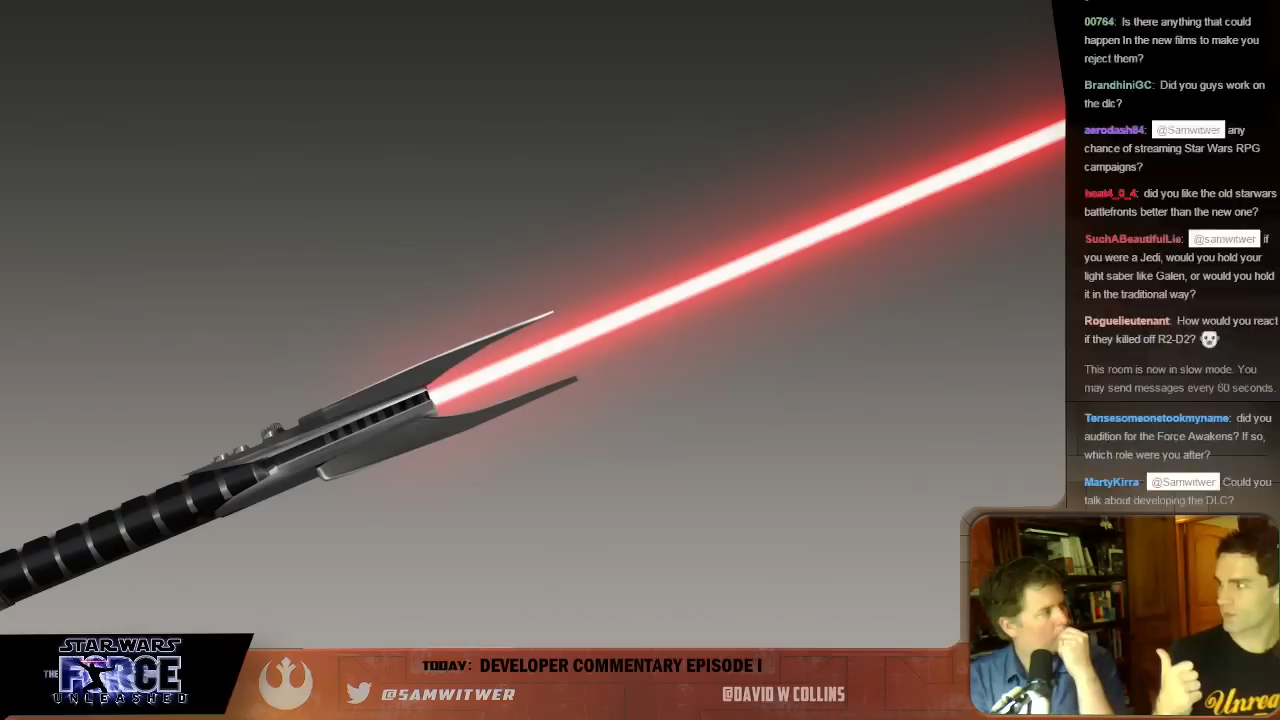 00764: Is there anything that could
happen In the new films to make you
reject them?
BrandhiniGC: Did you guys work on
the dlc?
aerodash84: @Samwitwer any
chance of streaming Star Wars RPG
campaigns?
heat4_0_4: did you like the old starwars
battlefronts better than the new one?
SuchABeautifulLie: @samwitwer if
you were a Jedi, would you hold your
light saber like Galen, or would you hold
it in the traditional way?
Roguelieutenant: How would you react
if they killed off R2-D2?
This room is now in slow mode. You
may send messages every 60 seconds
Tensesomeonetookmyname: did you
audition for the Force Awakens? If so,
which role were you after?
MartyKirra: @Samwitwer Could you
talk about developing the DLC?
STAR WARS
THE FORCE
UNLEASHED
TODAY: DEVELOPER COMMENTARY EPISODE I
@SAMWITWER
@DAVID W COLLINS